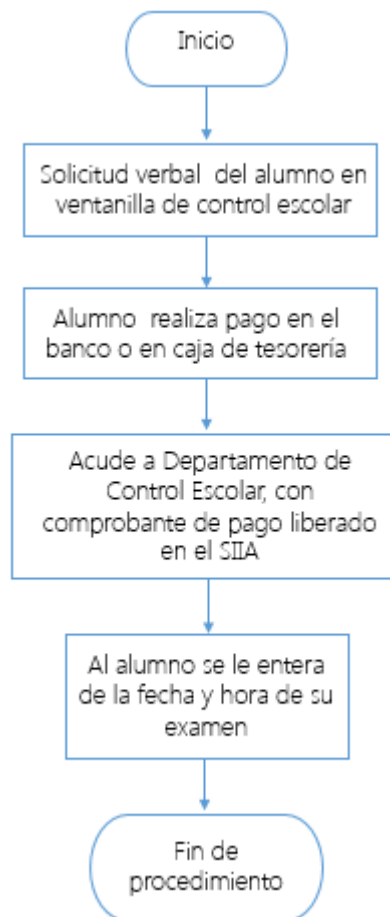 Inicio
Solicitud verbal del alumno en
ventanilla de control escolar
Alumno realiza pago en el
banco o en caja de tesorería
Acude a Departamento de
Control Escolar, con
comprobante de pago liberado
en el SIIA
Al alumno se le entera
de la fecha y hora de su
examen
Fin de
procedimiento